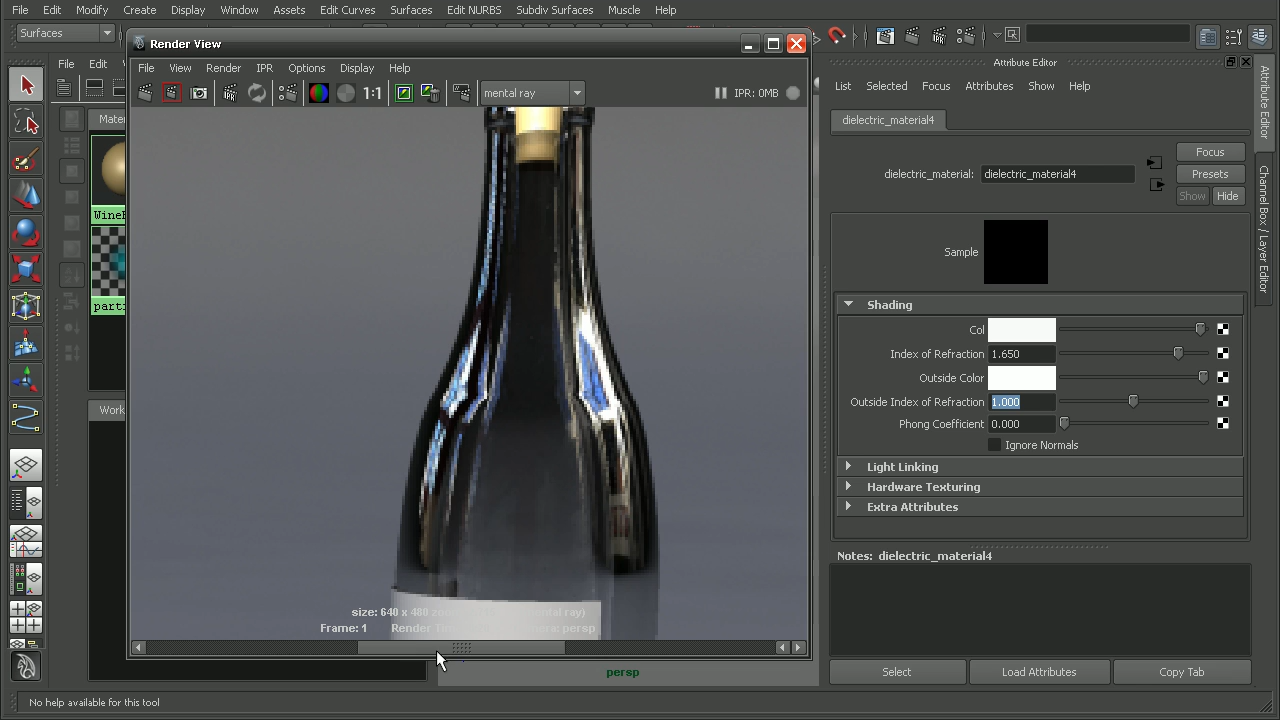 File Edit Modify Create Display Window Assets Edit Curves Surfaces Edit NURBS Subdiv Surfaces Muscle Help
Surfaces
Render View
File
File View Render IPR Options Display Help
1:1 mental ray IPR: 0MB
Attribute Editor
List Selected Focus Attributes Show Help
dielectric_material4
dielectric_material: dielectric_material4
Focus
Presets
Show Hide
Sample
Shading
Col
Index of Refraction 1.650
Outside Color
Outside Index of Refraction 1.000
Phong Coefficient 0.000
Ignore Normals
Light Linking
Hardware Texturing
Extra Attributes
Notes: dielectric_material4
Select Load Attributes Copy Tab
Attribute Editor
Channel Box / Layer Editor
Mater
WineB
parti
Work
size: 640 x 480
Frame: 1 Render persp
persp
No help available for this tool